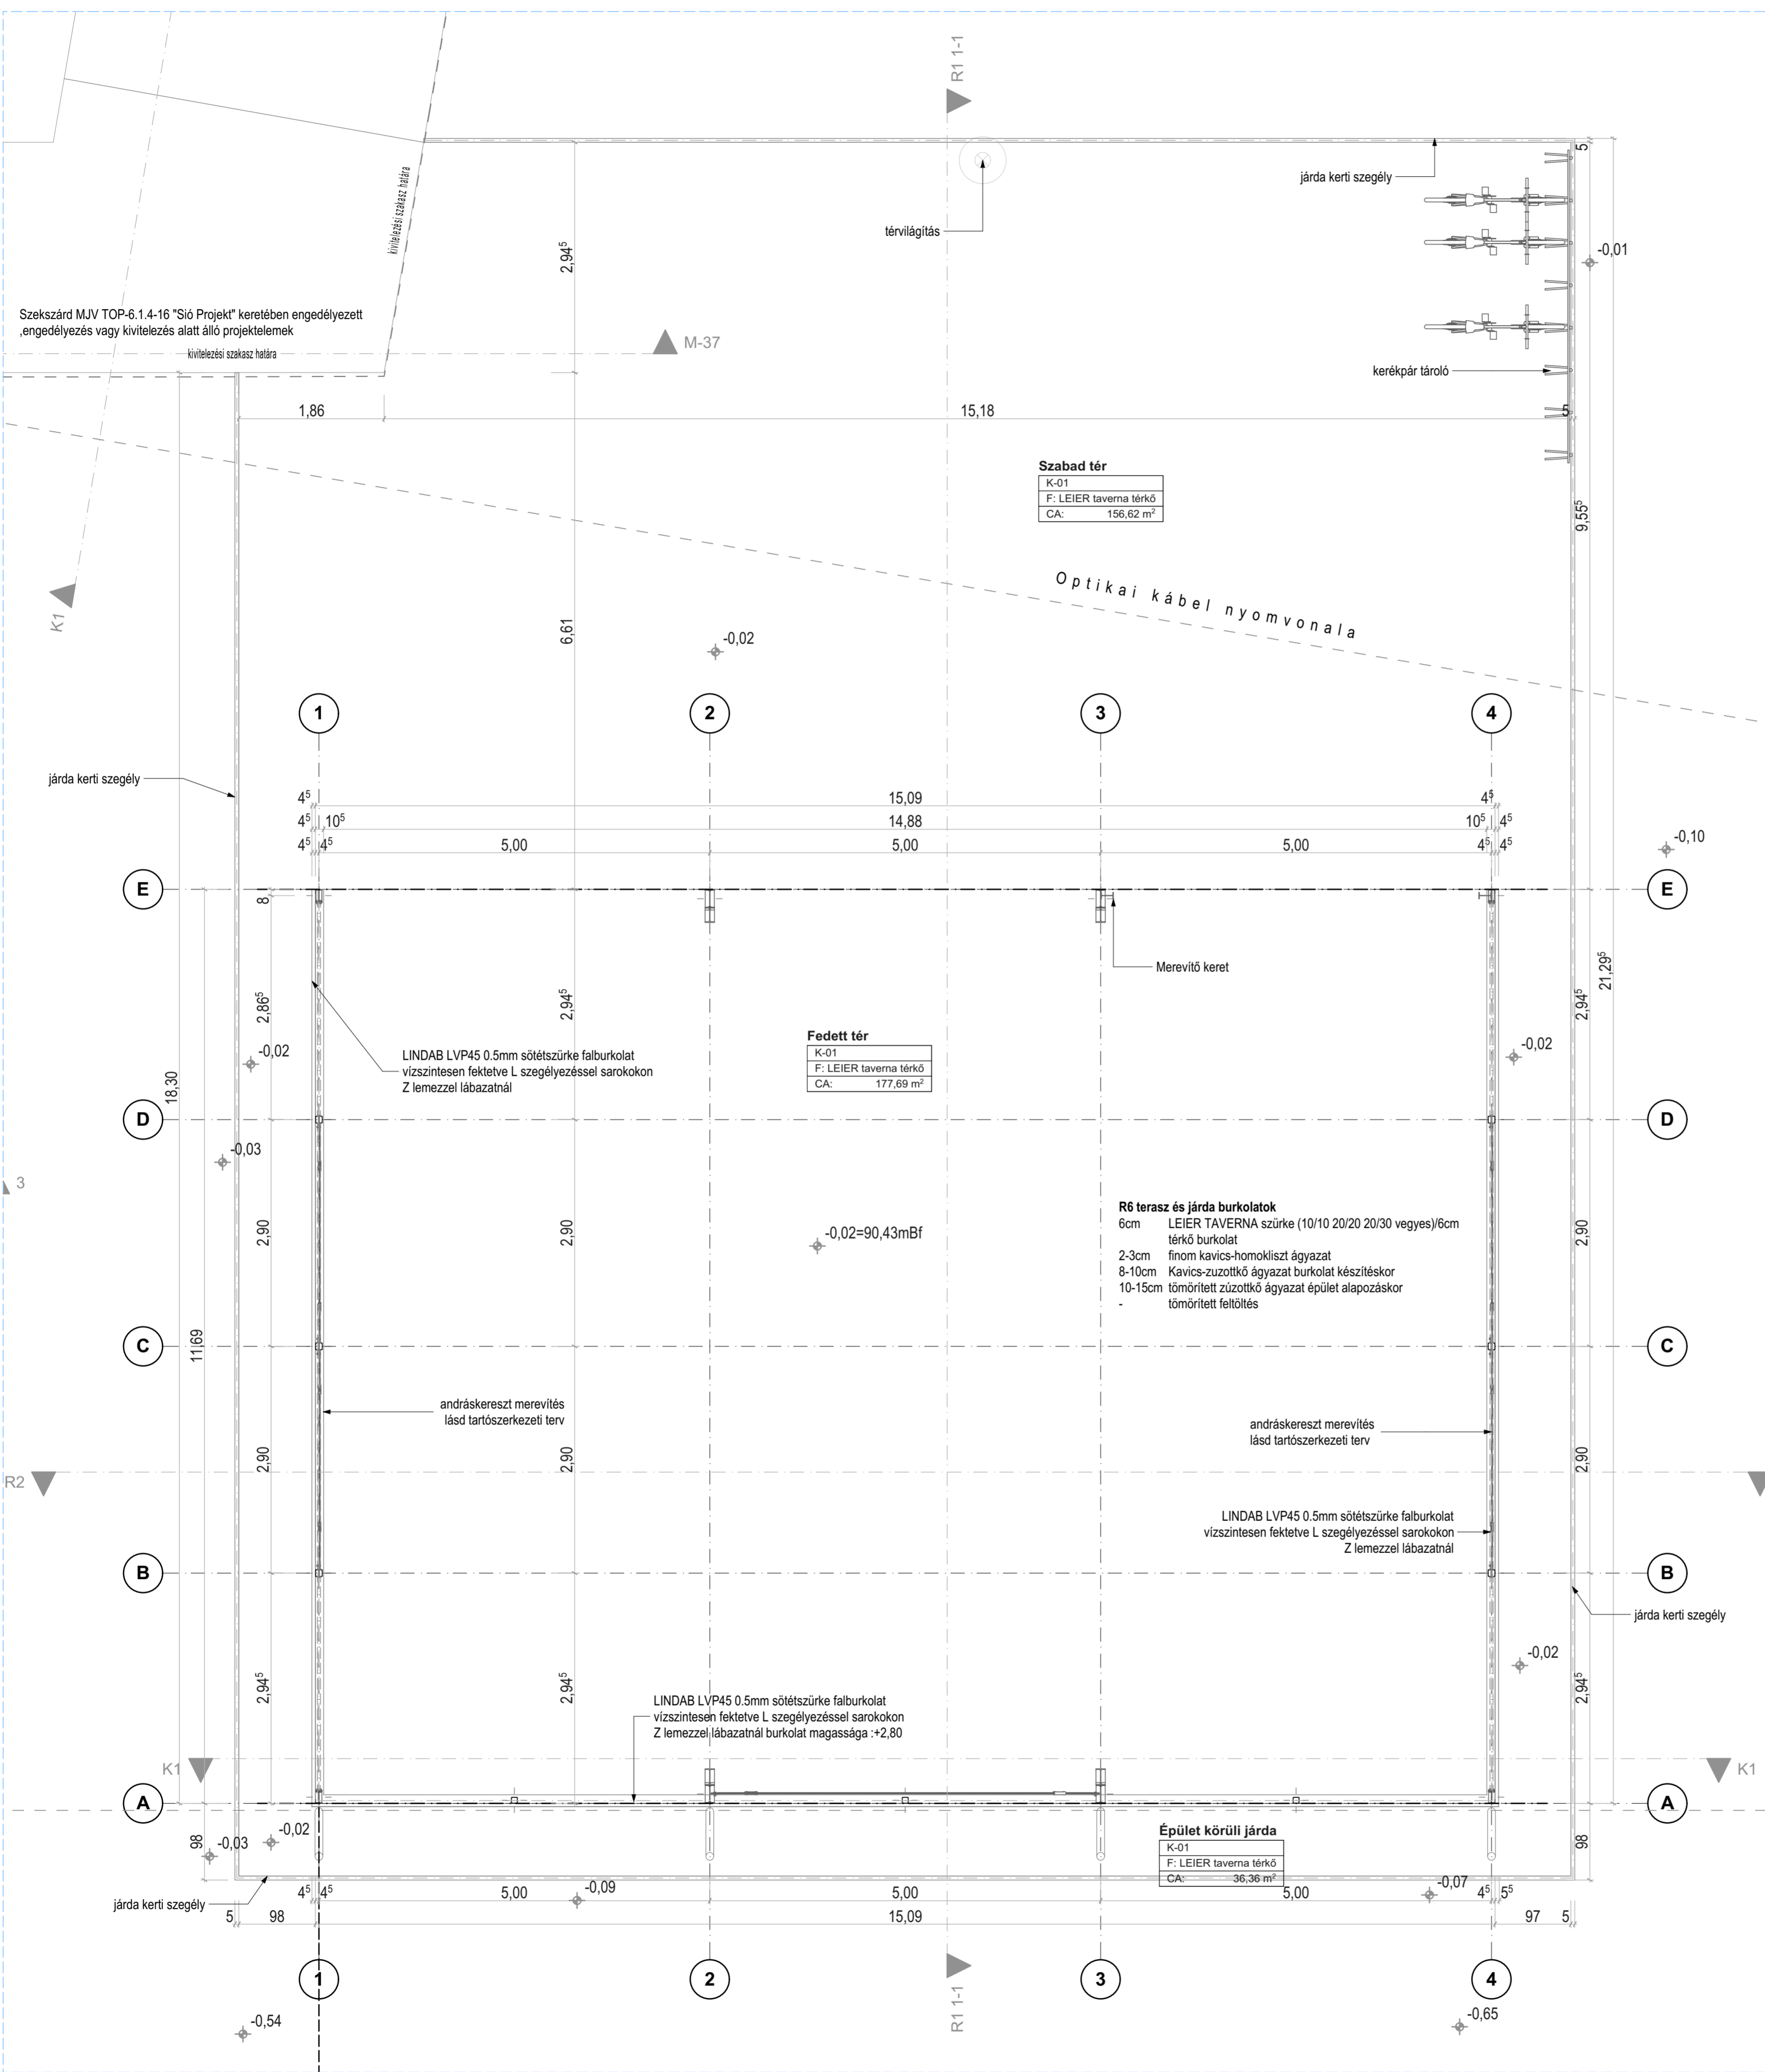 R1 1-1
járda kerti szegély
5
térvilágítás
kivitelezési szakasz határa
2,94⁵
-0,01
Szekszárd MJV TOP-6.1.4-16 "Sió Projekt" keretében engedélyezett
,engedélyezés vagy kivitelezés alatt álló projektelemek
kivitelezési szakasz határa
M-37
kerékpár tároló
1,86
15,18
5
Szabad tér
K-01
F: LEIER taverna térkő
CA: 156,62 m²
9,55⁵
Optikai kábel nyomvonala
K1
6,61
-0,02
1
2
3
4
járda kerti szegély
4⁵
15,09
4⁵
4⁵
10⁵
14,88
10⁵
4⁵
4⁵
4⁵
5,00
5,00
5,00
4⁵
4⁵
-0,10
E
E
8
Merevítő keret
21,29⁵
2,86⁵
2,94⁵
2,94⁵
Fedett tér
K-01
F: LEIER taverna térkő
CA: 177,69 m²
-0,02
LINDAB LVP45 0.5mm sötétszürke falburkolat
vízszintesen fektetve L szegélyezéssel sarokokon
Z lemezzel lábazatnál
-0,02
18,30
D
D
-0,03
3
R6 terasz és járda burkolatok
6cm LEIER TAVERNA szürke (10/10 20/20 20/30 vegyes)/6cm
térkő burkolat
2-3cm finom kavics-homokliszt ágyazat
8-10cm Kavics-zuzottkő ágyazat burkolat készítéskor
10-15cm tömörített zúzottkő ágyazat épület alapozáskor
- tömörített feltöltés
2,90
2,90
-0,02=90,43mBf
2,90
C
C
11,69
andráskereszt merevítés
lásd tartószerkezeti terv
andráskereszt merevítés
lásd tartószerkezeti terv
2,90
2,90
2,90
R2
LINDAB LVP45 0.5mm sötétszürke falburkolat
vízszintesen fektetve L szegélyezéssel sarokokon
Z lemezzel lábazatnál
B
B
járda kerti szegély
-0,02
2,94⁵
2,94⁵
2,94⁵
LINDAB LVP45 0.5mm sötétszürke falburkolat
vízszintesen fektetve L szegélyezéssel sarokokon
Z lemezzel lábazatnál burkolat magassága :+2,80
K1
K1
A
A
98
-0,03
-0,02
Épület körüli járda
K-01
F: LEIER taverna térkő
CA: 36,36 m²
98
járda kerti szegély
4⁵
4⁵
5,00
-0,09
5,00
5,00
-0,07
4⁵
5⁵
5
98
15,09
97
5
1
2
3
4
R1 1-1
-0,54
-0,65